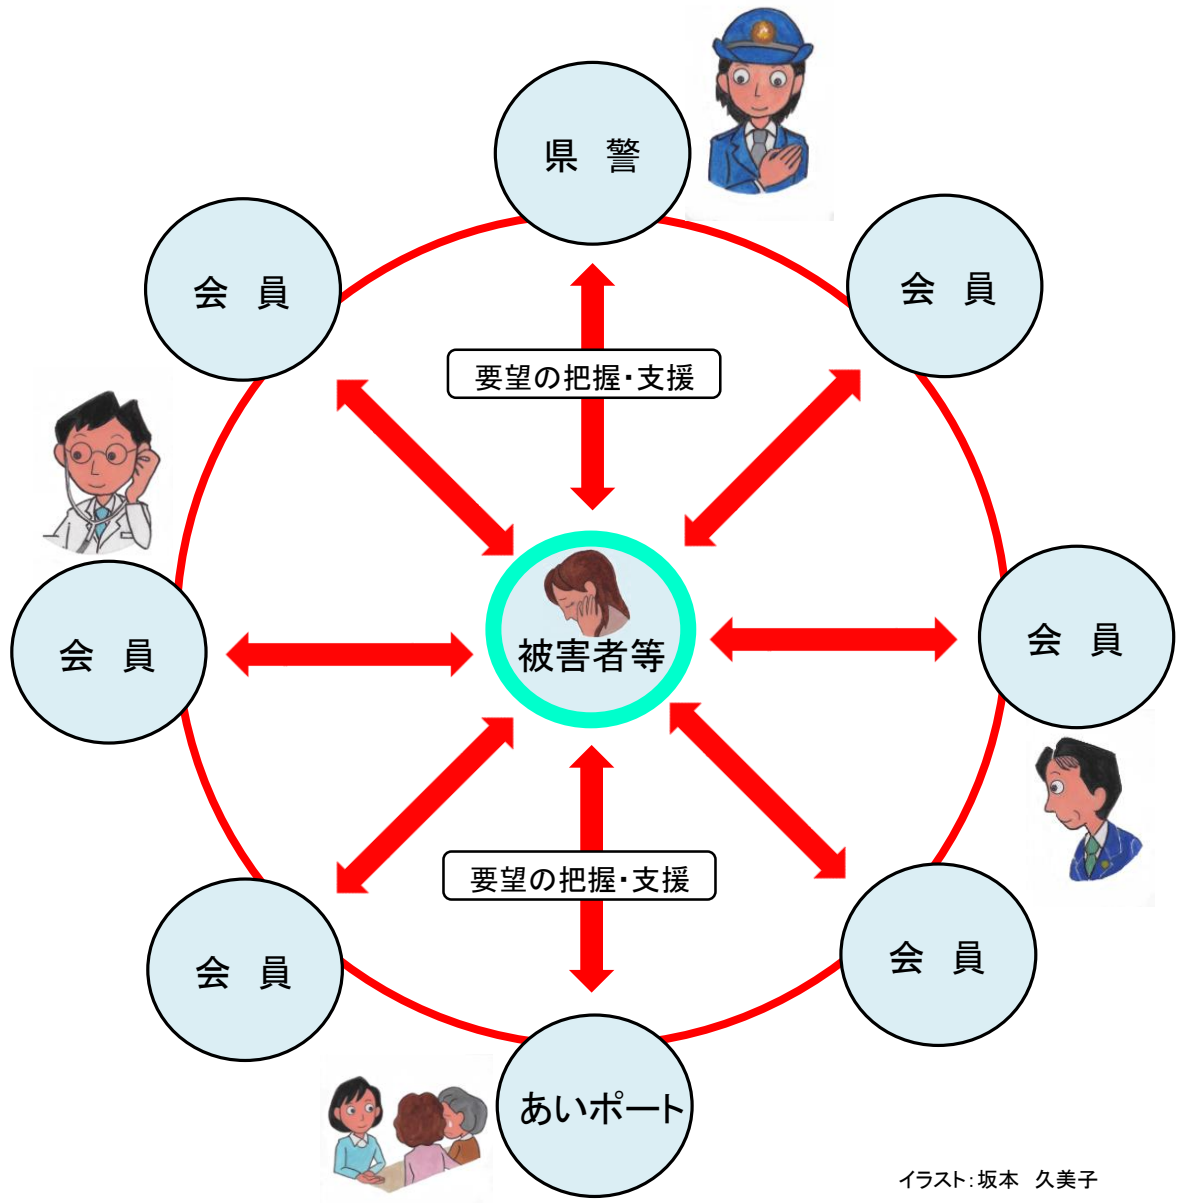 県　警
会　員
会　員
要望の把握・支援
会　員
会　員
被害者等
要望の把握・支援
会　員
会　員
あいポート
イラスト：坂本　久美子